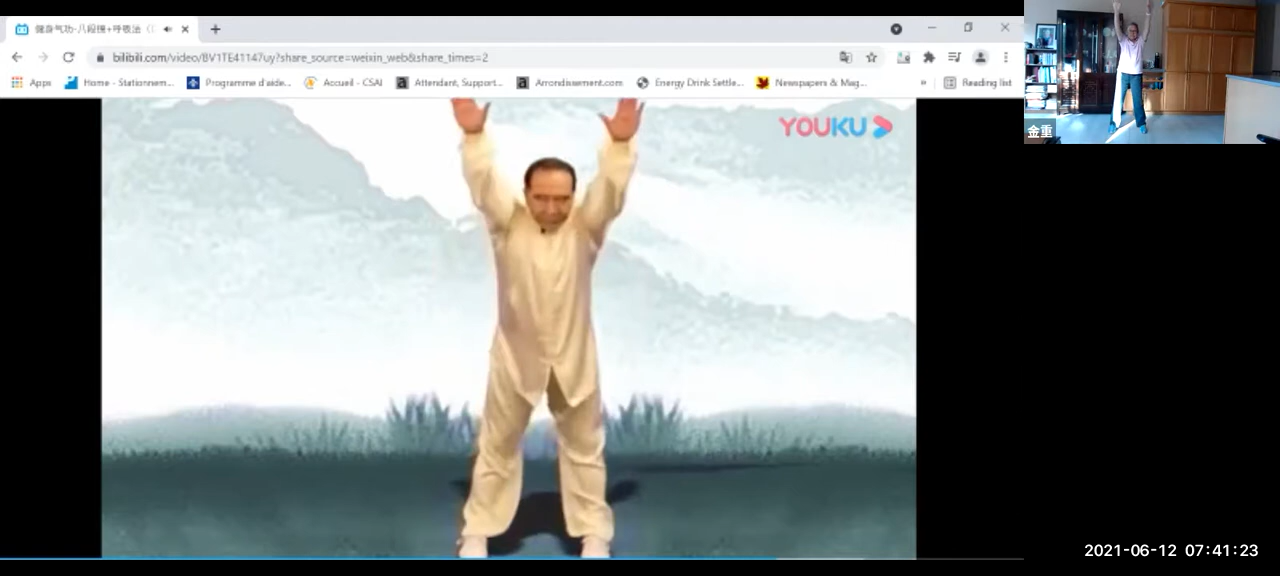 健身气功-八段锦+呼吸法（
bilibili.com/video/BV1TE41147uy?share_source=weixin_web&share_times=2
Apps Home - Stationnem... Programme d'aide... Accueil - CSAI Attendant, Support... Arrondissement.com Energy Drink Settle... Newspapers & Mag... » Reading list
YOUKU
金重
2021-06-12 07:41:23